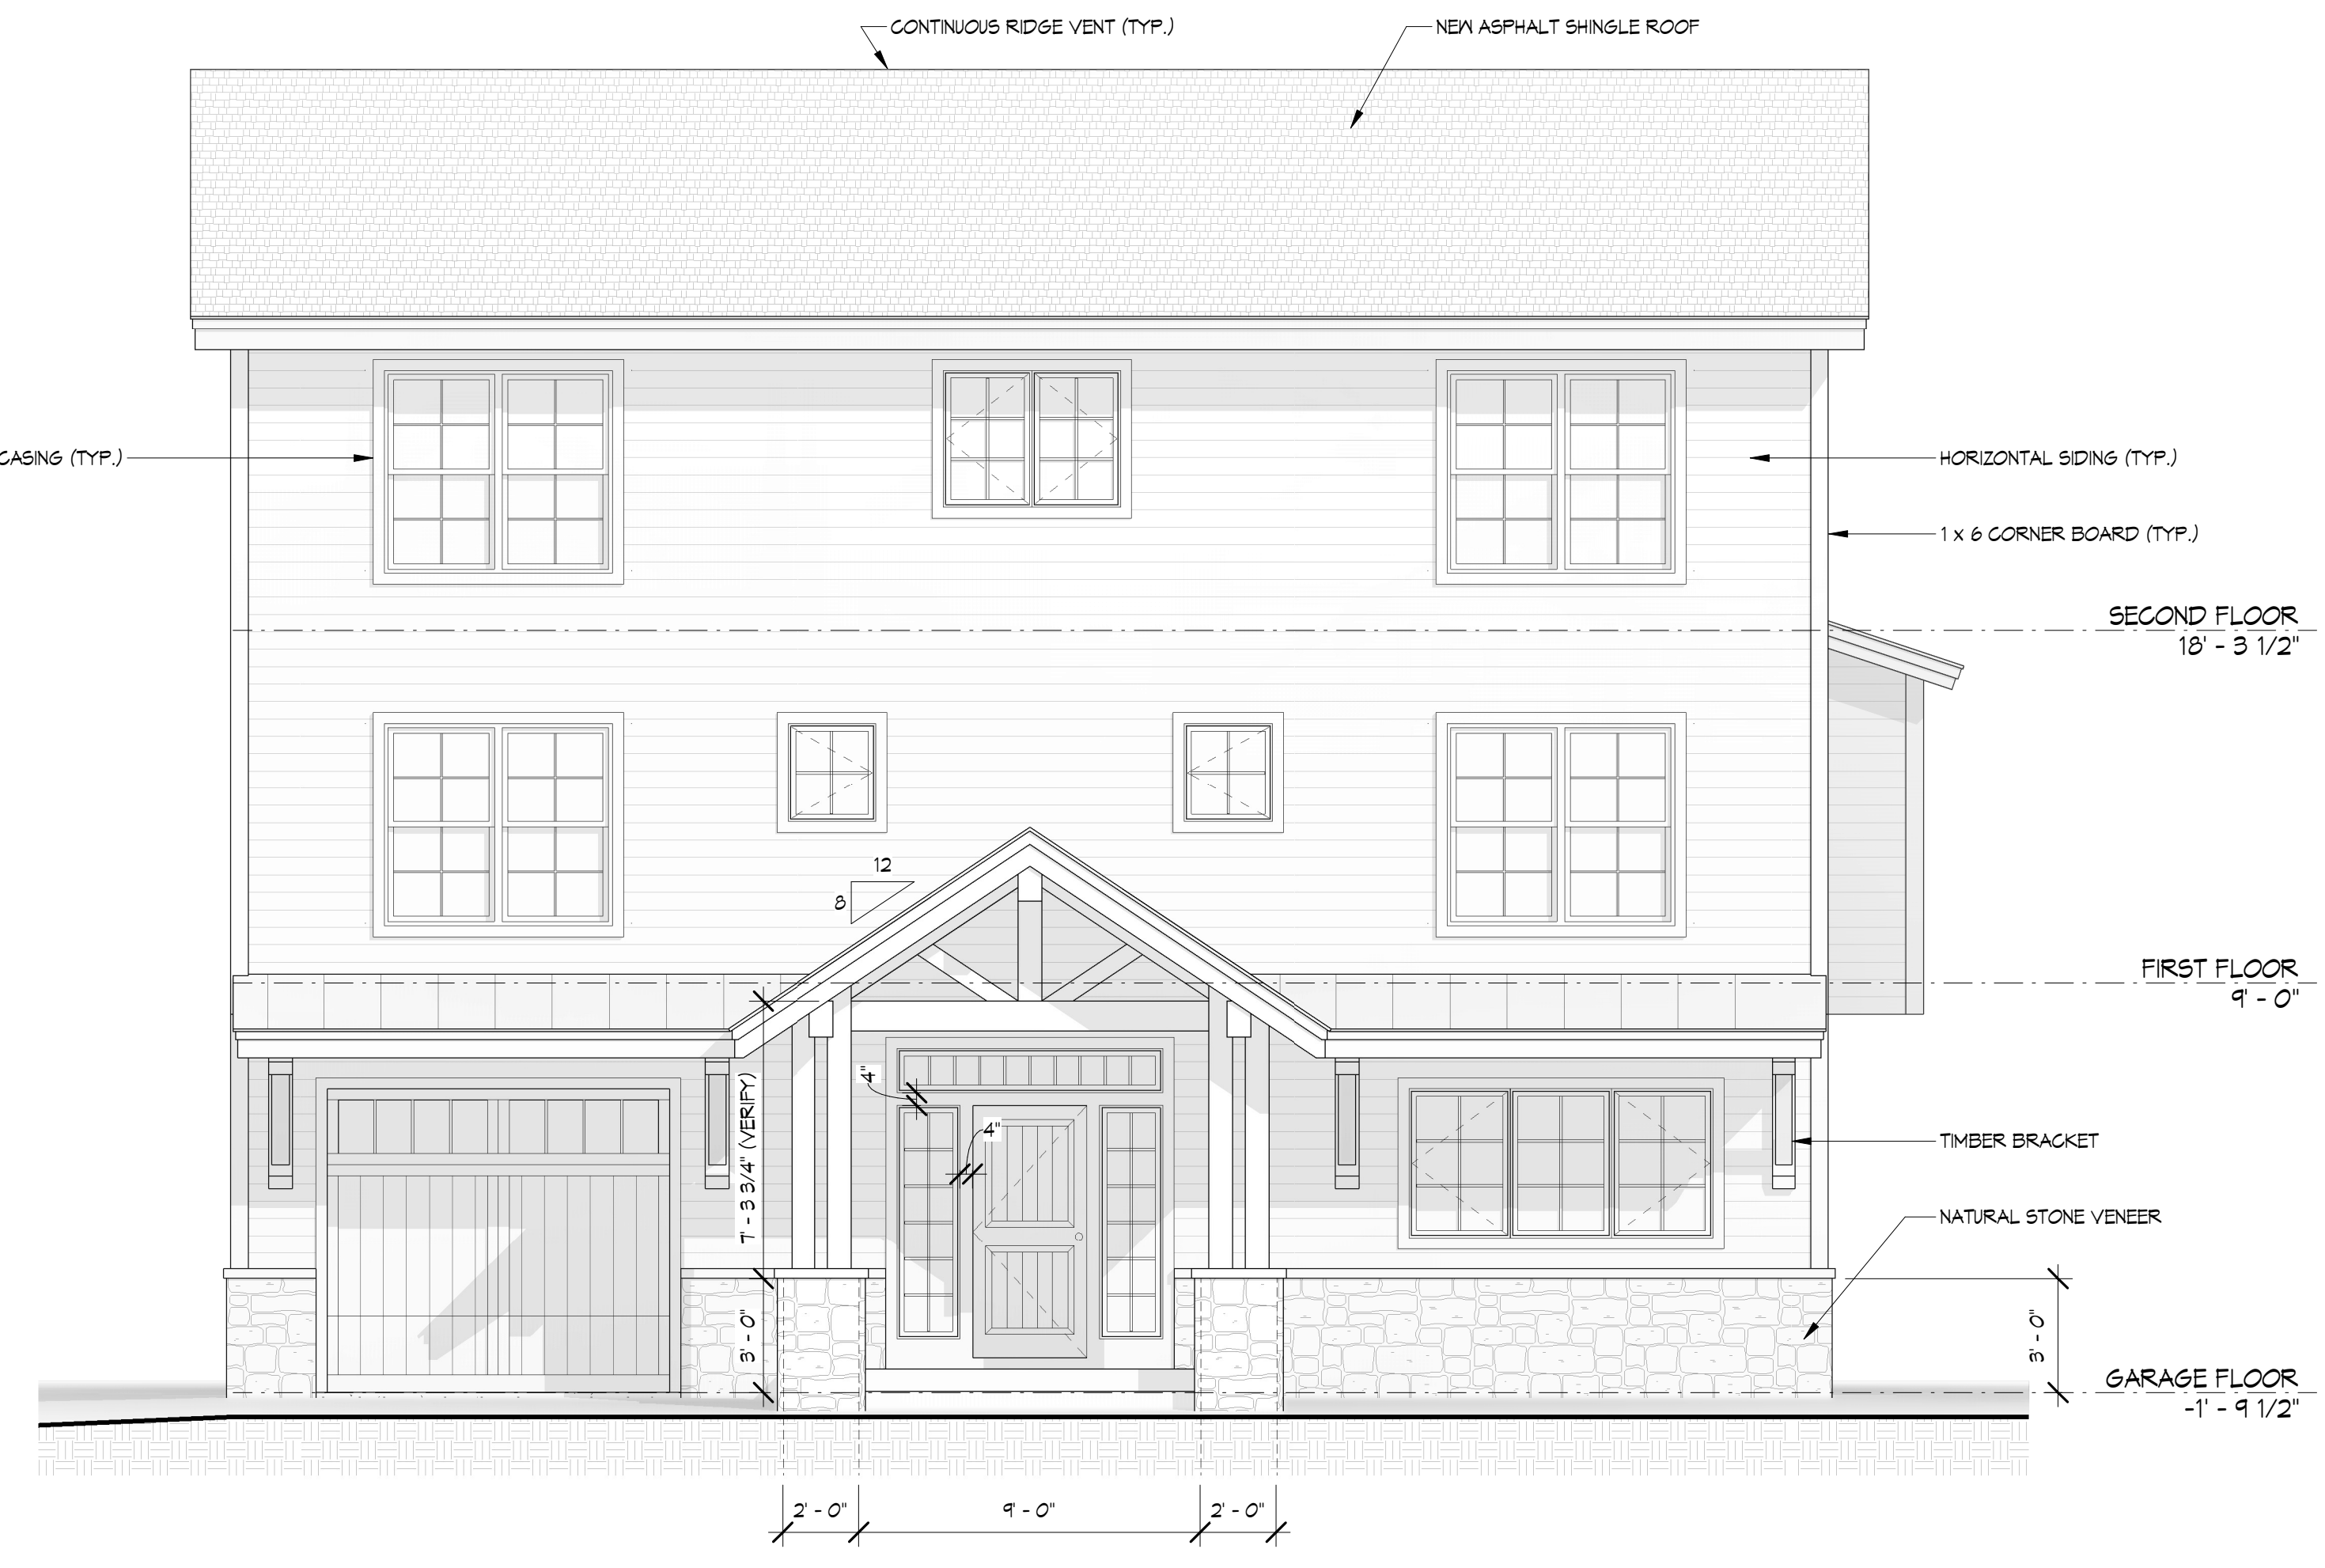 CONTINUOUS RIDGE VENT (TYP.)
NEW ASPHALT SHINGLE ROOF
CASING (TYP.)
HORIZONTAL SIDING (TYP.)
1 x 6 CORNER BOARD (TYP.)
SECOND FLOOR
18' - 3 1/2"
12
8
FIRST FLOOR
9' - 0"
4"
4"
7' - 3 3/4" (VERIFY)
TIMBER BRACKET
NATURAL STONE VENEER
3' - 0"
3' - 0"
GARAGE FLOOR
-1' - 9 1/2"
2' - 0"
9' - 0"
2' - 0"